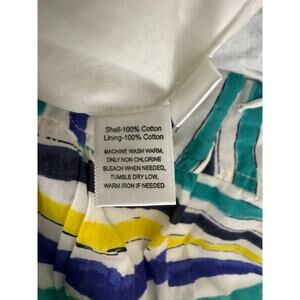 Shell-100% Cotton
Lining-100% Cotton
MACHINE WASH WARM,
ONLY NON CHLORINE
BLEACH WHEN NEEDED,
TUMBLE DRY LOW,
WARM IRON IF NEEDED.